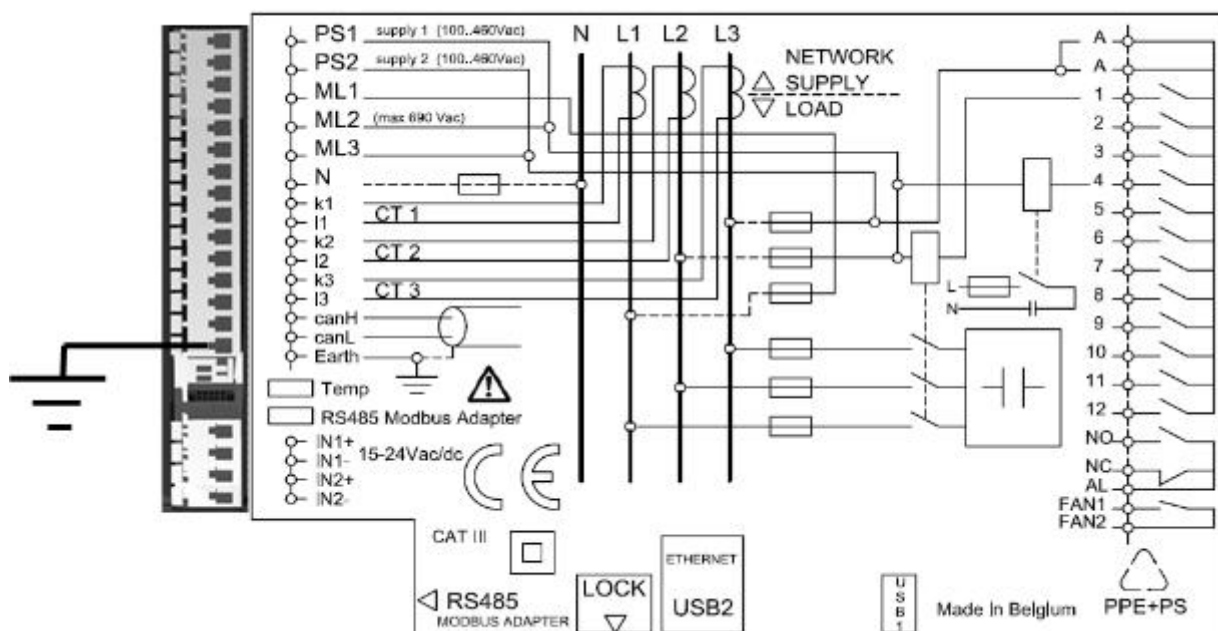 PS1 supply 1 (100..460Vac)
PS2 supply 2 (100..460Vac)
ML1
ML2 (max 690 Vac)
ML3
N
k1
l1 CT 1
k2
l2 CT 2
k3
l3 CT 3
canH
canL
Earth
Temp
RS485 Modbus Adapter
IN1+
IN1-
15-24Vac/dc
IN2+
IN2-
CE
N L1 L2 L3
NETWORK
SUPPLY
LOAD
L
N
A
A
1
2
3
4
5
6
7
8
9
10
11
12
NO
NC
AL
FAN1
FAN2
CAT III
RS485
MODBUS ADAPTER
LOCK
ETHERNET
USB2
USB1
Made in Belgium
PPE+PS